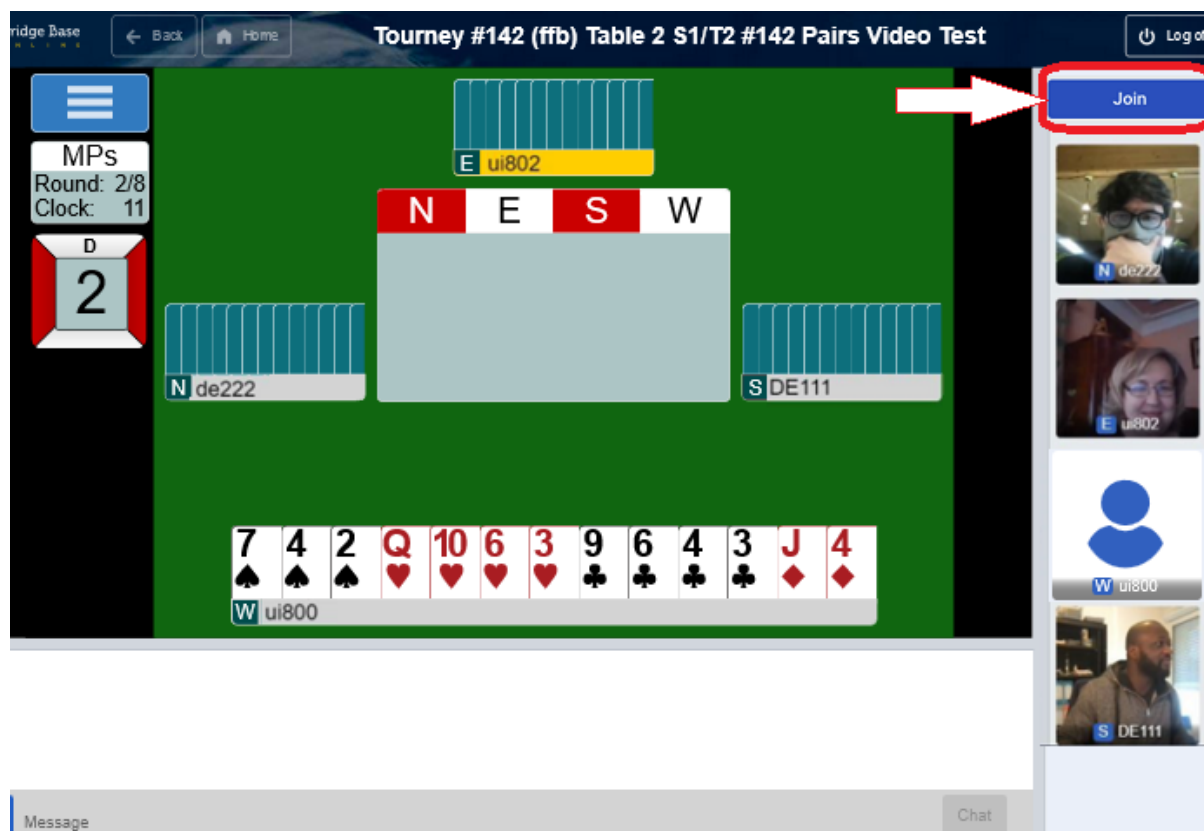 ridge Base
N L I N E
Back
Home
Tourney #142 (ffb) Table 2 S1/T2 #142 Pairs Video Test
Log of
Join
MPs
Round: 2/8
Clock: 11
D
2
E ui802
N E S W
N de222
S DE111
7 4 2 Q 10 6 3 9 6 4 3 J 4
♠ ♠ ♠ ♥ ♥ ♥ ♥ ♣ ♣ ♣ ♣ ♦ ♦
W ui800
N de222
E ui802
W ui800
S DE111
Message
Chat